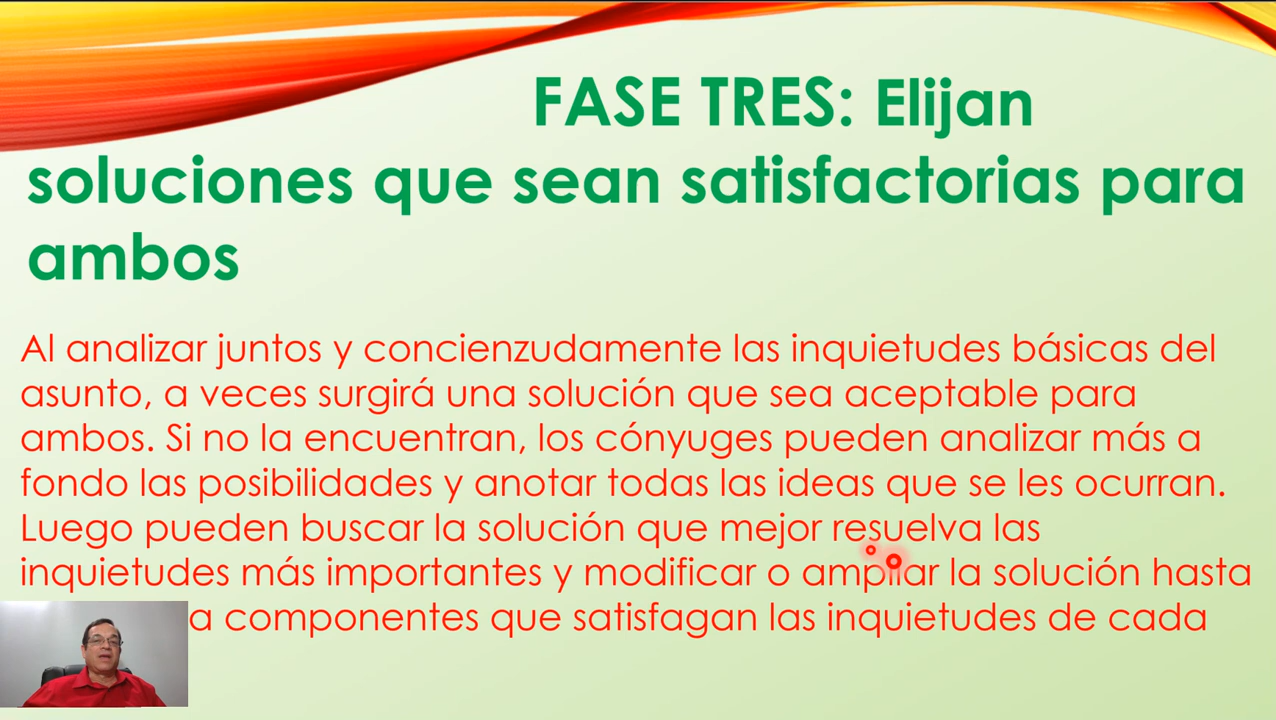 FASE TRES: Elijan
soluciones que sean satisfactorias para
ambos
Al analizar juntos y concienzudamente las inquietudes básicas del
asunto, a veces surgirá una solución que sea aceptable para
ambos. Si no la encuentran, los cónyuges pueden analizar más a
fondo las posibilidades y anotar todas las ideas que se les ocurran.
Luego pueden buscar la solución que mejor resuelva las
inquietudes más importantes y modificar o ampliar la solución hasta
a componentes que satisfagan las inquietudes de cada